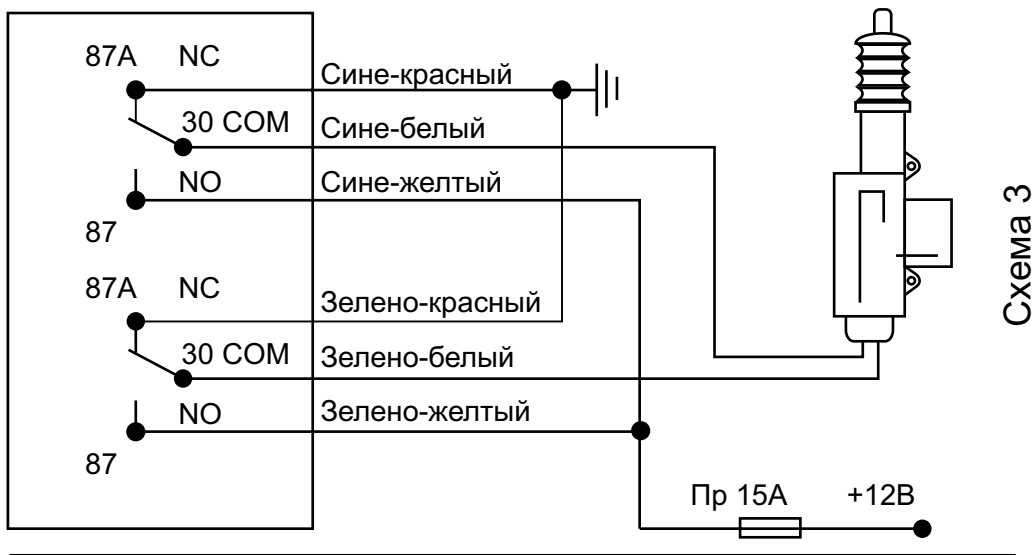 87A NC
Сине-красный
30 COM
Сине-белый
NO
Сине-желтый
87
87A NC
Зелено-красный
30 COM
Зелено-белый
NO
Зелено-желтый
87
Пр 15А +12В
Схема 3